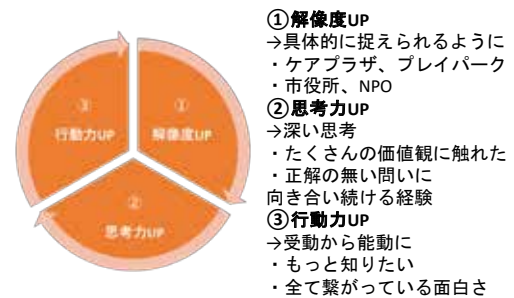 ①解像度UP
→具体的に捉えられるように
・ケアプラザ、プレイパーク
・市役所、NPO
②思考力UP
→深い思考
・たくさんの価値観に触れた
・正解の無い問いに
向き合い続ける経験
③行動力UP
→受動から能動に
・もっと知りたい
・全て繋がっている面白さ
③
行動力UP
①
解像度UP
②
思考力UP